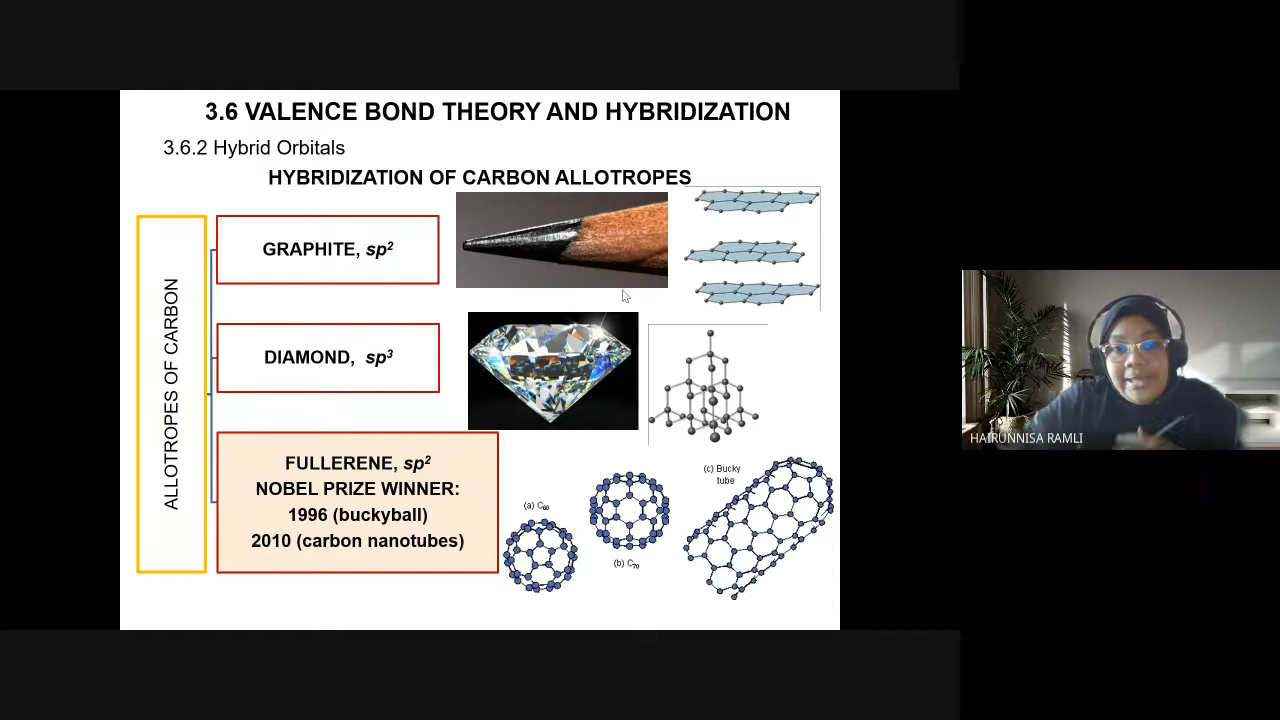 3.6 VALENCE BOND THEORY AND HYBRIDIZATION
3.6.2 Hybrid Orbitals
HYBRIDIZATION OF CARBON ALLOTROPES
ALLOTROPES OF CARBON
GRAPHITE, sp²
DIAMOND, sp³
FULLERENE, sp²
NOBEL PRIZE WINNER:
1996 (buckyball)
2010 (carbon nanotubes)
(a) C₆₀
(b) C₇₀
(c) Bucky
tube
HAIRUNNISA RAMLI